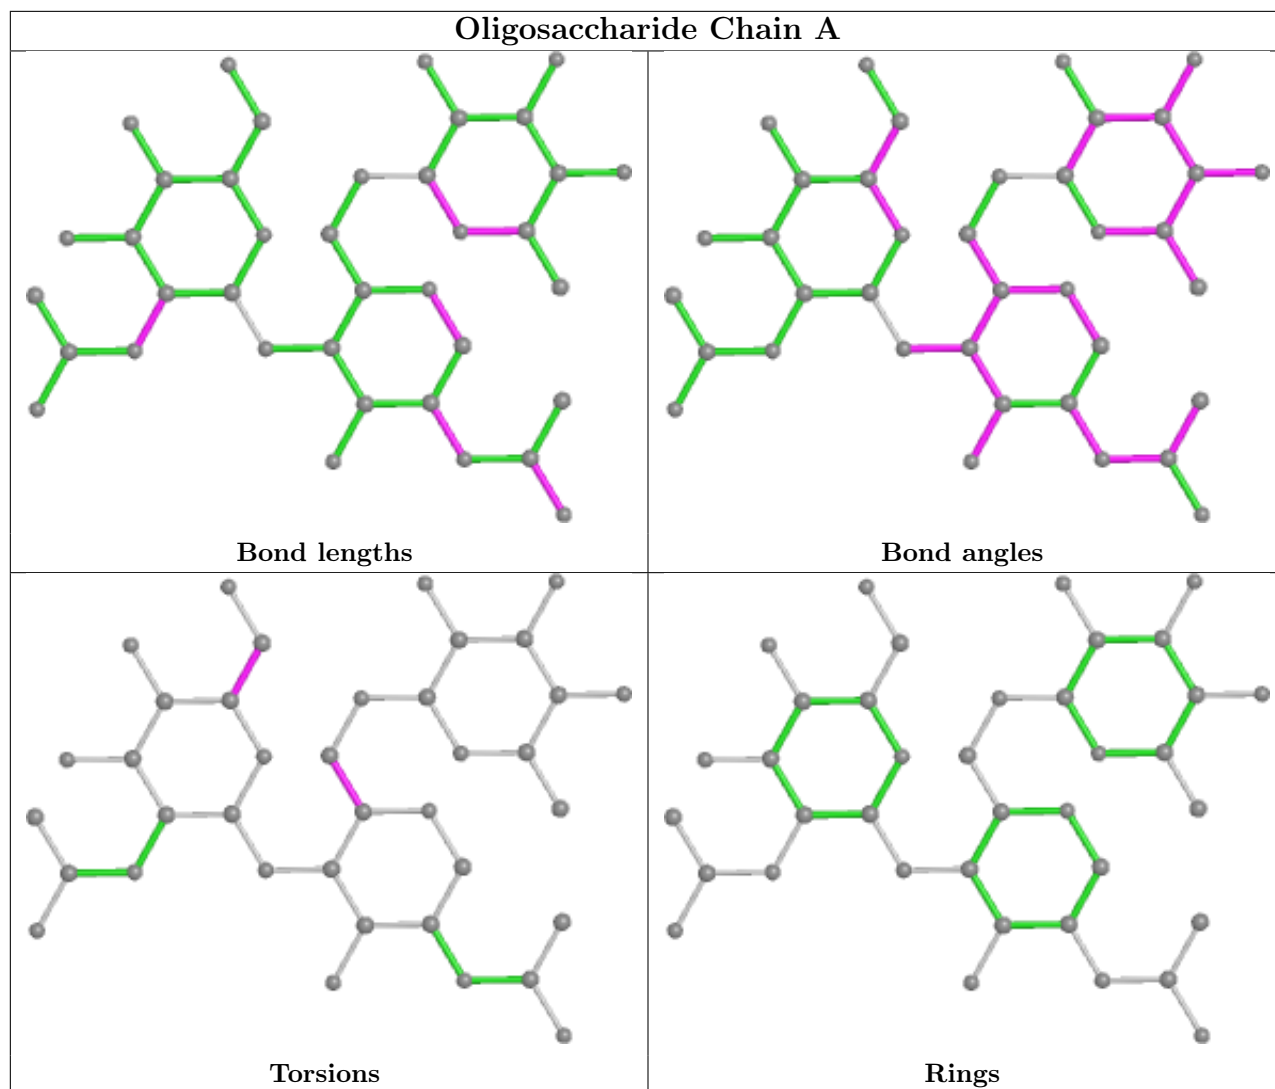 Oligosaccharide Chain A
Bond lengths
Bond angles
Torsions
Rings